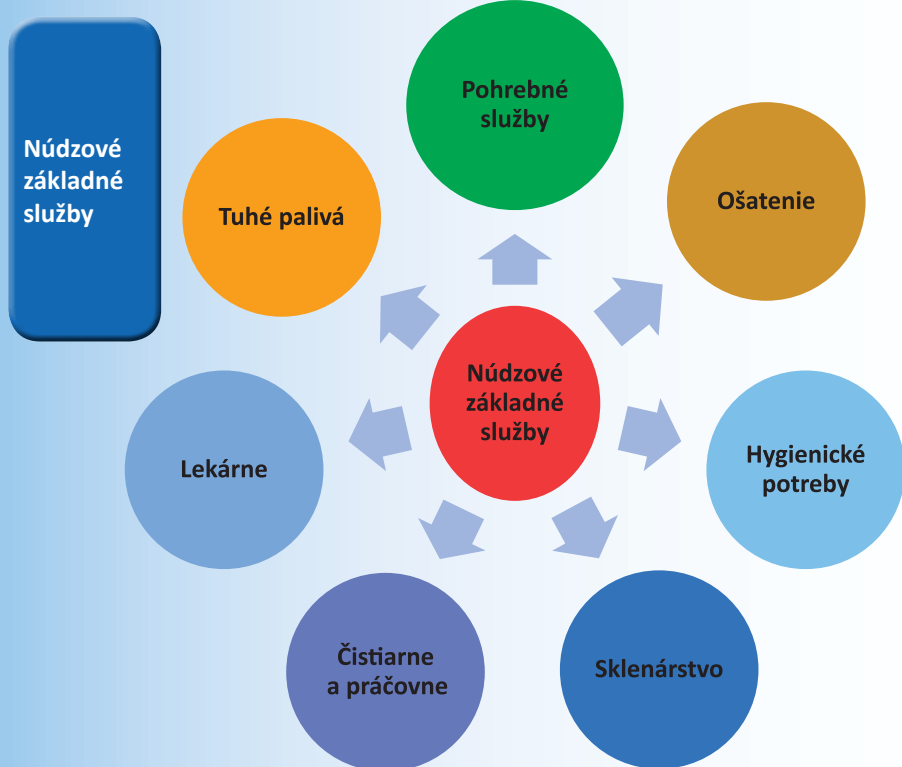 Núdzové
základné
služby
Pohrebné
služby
Ošatenie
Tuhé palivá
Núdzové
základné
služby
Hygienické
potreby
Lekárne
Sklenárstvo
Čistiarne
a práčovne